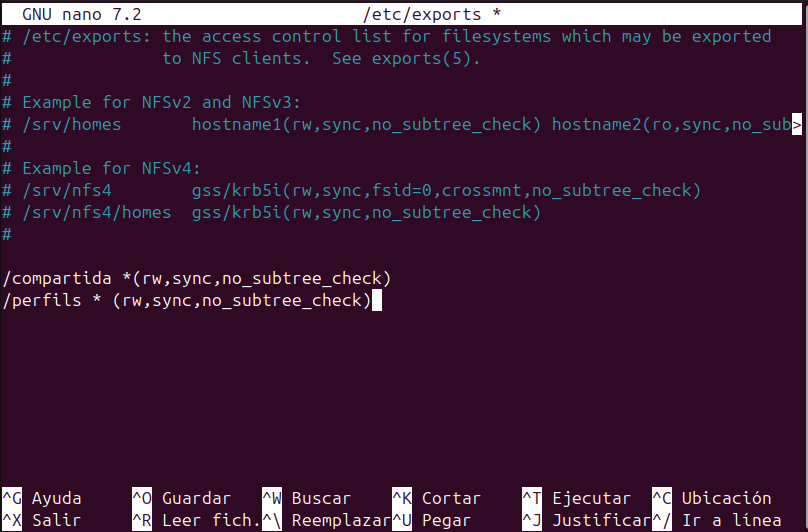 GNU nano 7.2 /etc/exports *
# /etc/exports: the access control list for filesystems which may be exported
#               to NFS clients.  See exports(5).
#
# Example for NFSv2 and NFSv3:
# /srv/homes       hostname1(rw,sync,no_subtree_check) hostname2(ro,sync,no_sub>
#
# Example for NFSv4:
# /srv/nfs4        gss/krb5i(rw,sync,fsid=0,crossmnt,no_subtree_check)
# /srv/nfs4/homes  gss/krb5i(rw,sync,no_subtree_check)
#
/compartida *(rw,sync,no_subtree_check)
/perfils * (rw,sync,no_subtree_check)
^G Ayuda ^O Guardar ^W Buscar ^K Cortar ^T Ejecutar ^C Ubicación
^X Salir ^R Leer fich. ^\ Reemplazar ^U Pegar ^J Justificar ^/ Ir a línea